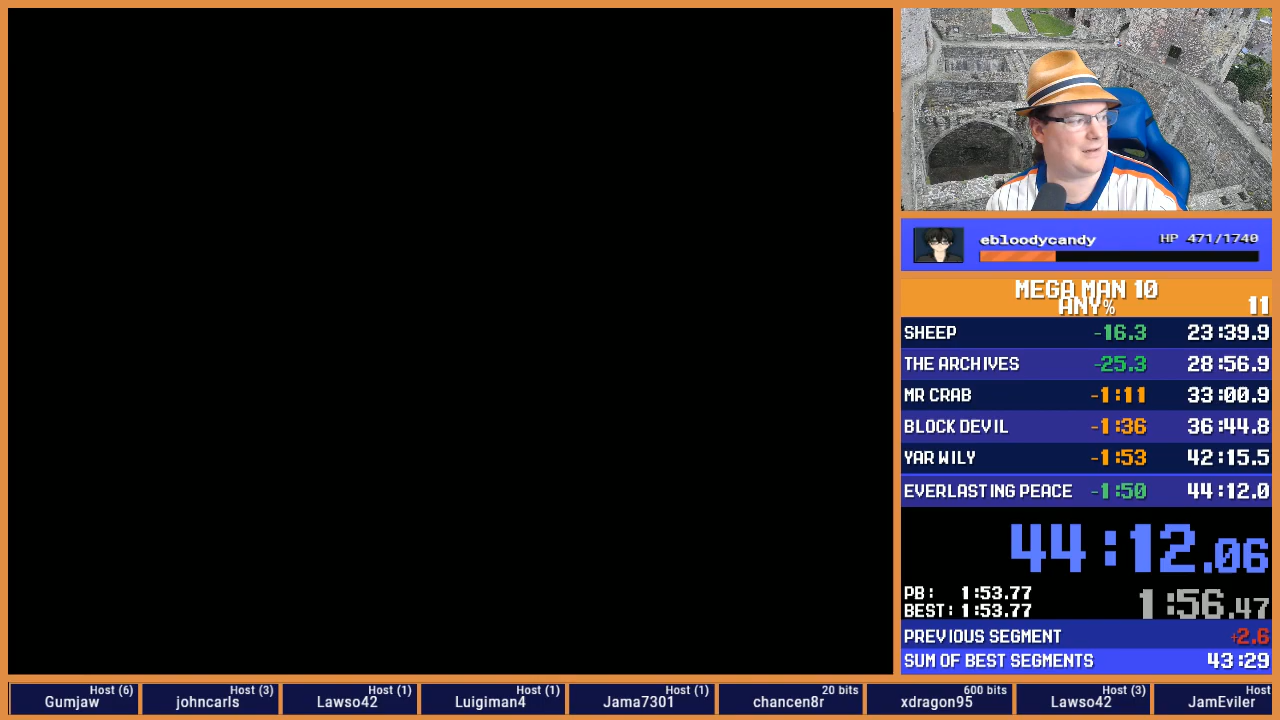 ebloodycandy HP 471/1740
MEGA MAN 10
ANY% 11
SHEEP -16.3 23:39.9
THE ARCHIVES -25.3 28:56.9
MR CRAB -1:11 33:00.9
BLOCK DEVIL -1:36 36:44.8
YAR WILY -1:53 42:15.5
EVERLASTING PEACE -1:50 44:12.0
44:12.06
PB: 1:53.77
BEST: 1:53.77
1:56.47
PREVIOUS SEGMENT +2.6
SUM OF BEST SEGMENTS 43:29
Host (6) Host (3) Host (1) Host (1) Host (1) 20 bits 600 bits Host (3) Host
Gumjaw johncarls Lawso42 Luigiman4 Jama7301 chancen8r xdragon95 Lawso42 JamEviler